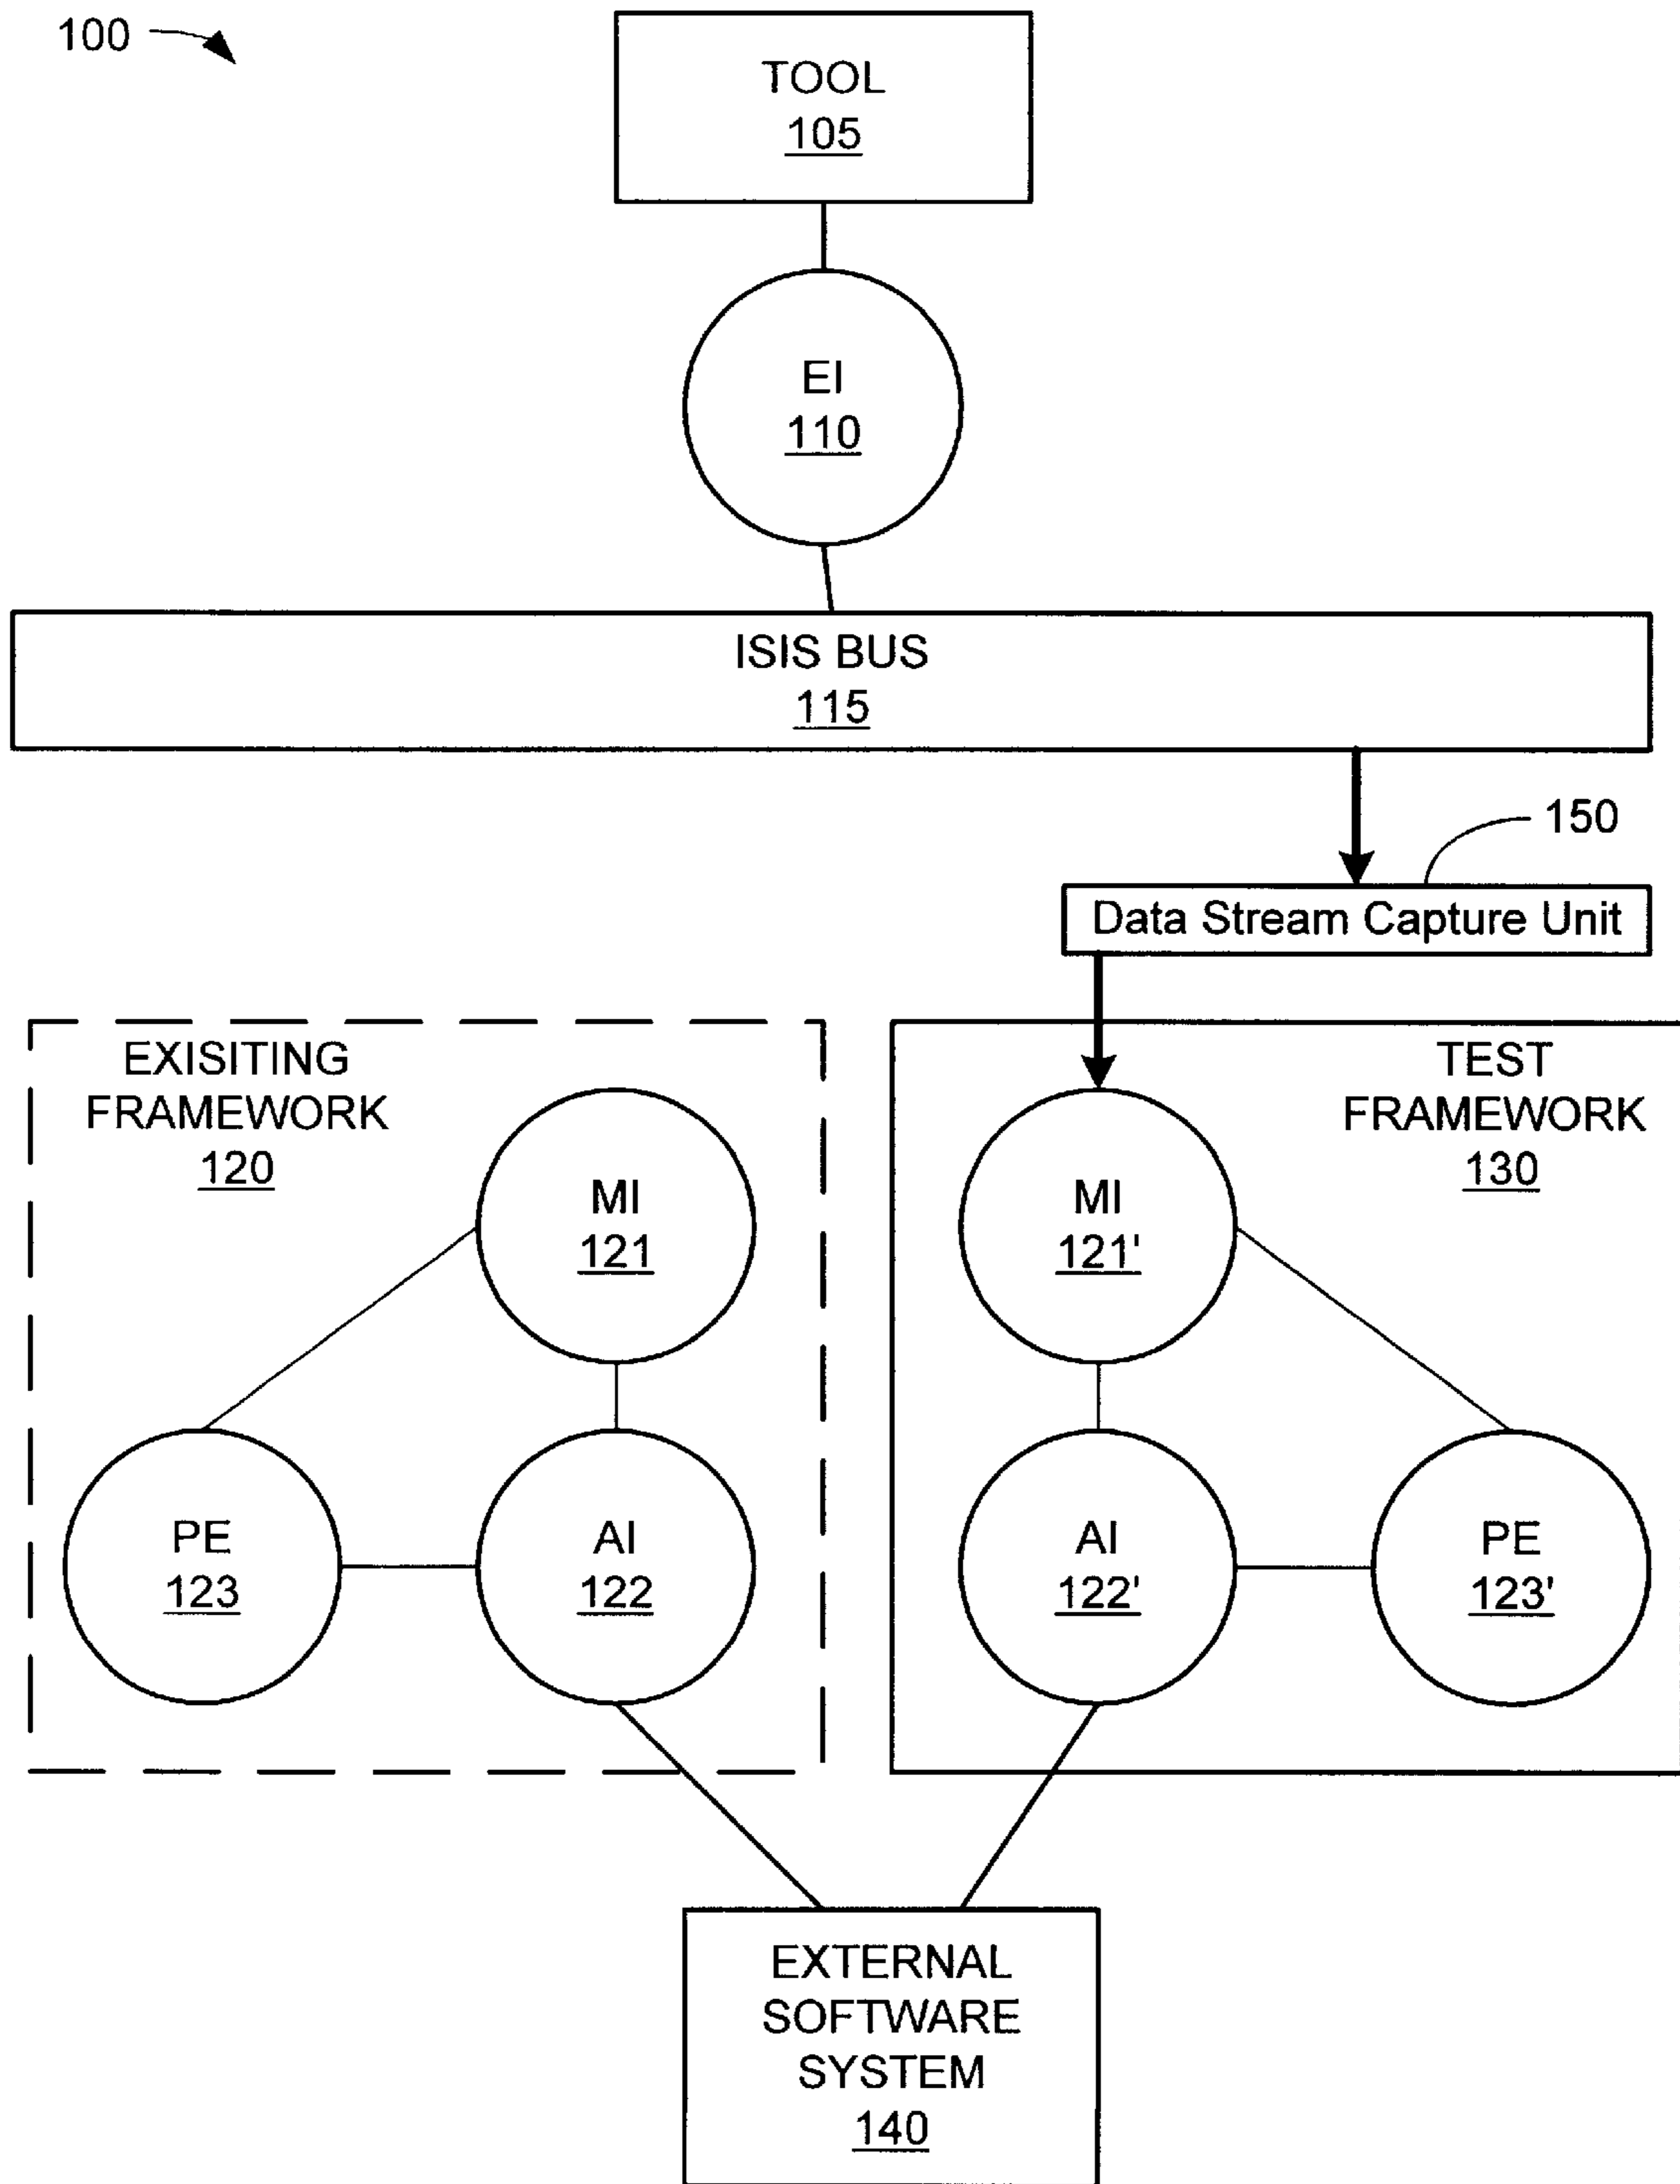 100
TOOL
105
EI
110
ISIS BUS
115
150
Data Stream Capture Unit
EXISITING
FRAMEWORK
120
MI
121
PE
123
AI
122
TEST
FRAMEWORK
130
MI
121'
AI
122'
PE
123'
EXTERNAL
SOFTWARE
SYSTEM
140